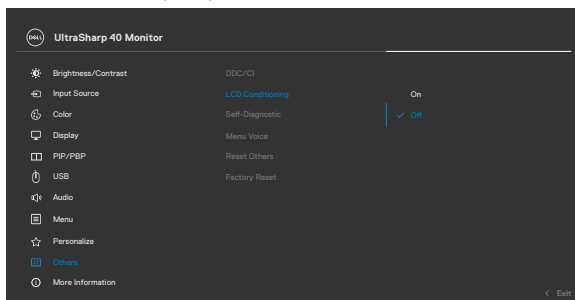 DELL
UltraSharp 40 Monitor
Brightness/Contrast
DDC/CI
Input Source
LCD Conditioning
On
Color
Self-Diagnostic
Off
Display
Menu Voice
PIP/PBP
Reset Others
USB
Factory Reset
Audio
Menu
Personalize
Others
More Information
< Exit